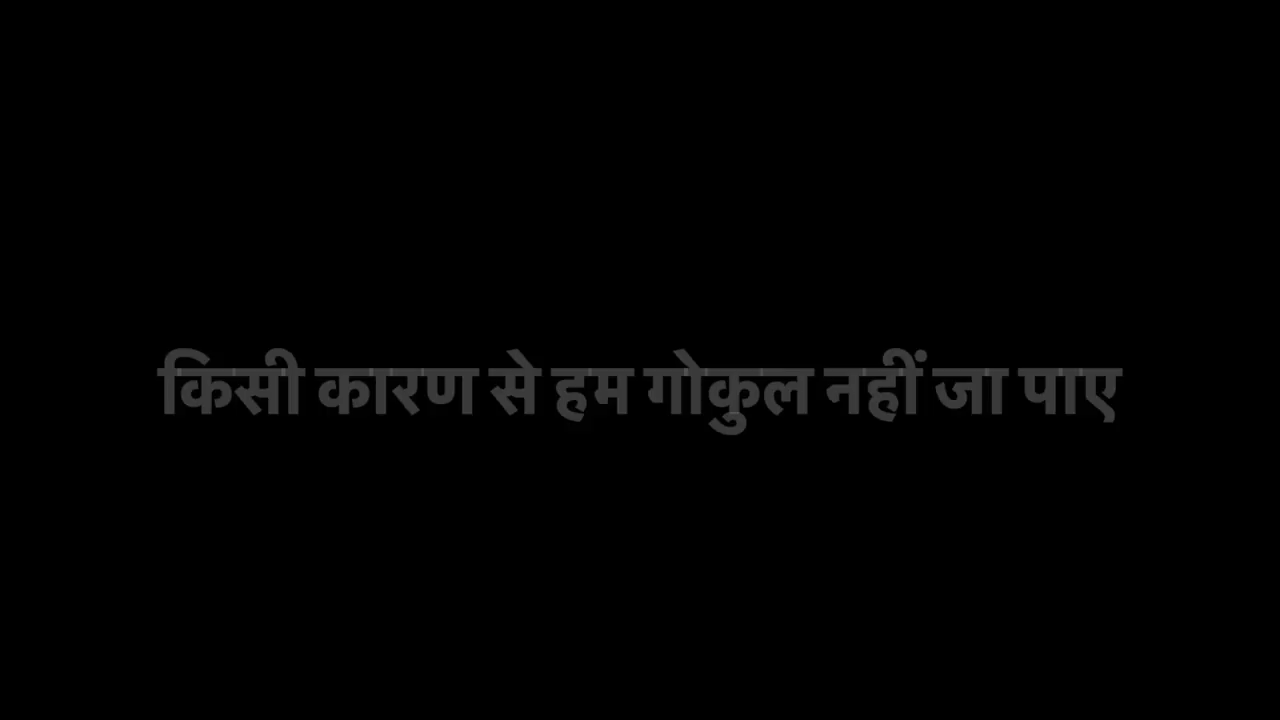 किसी कारण से हम गोकुल नहीं जा पाए